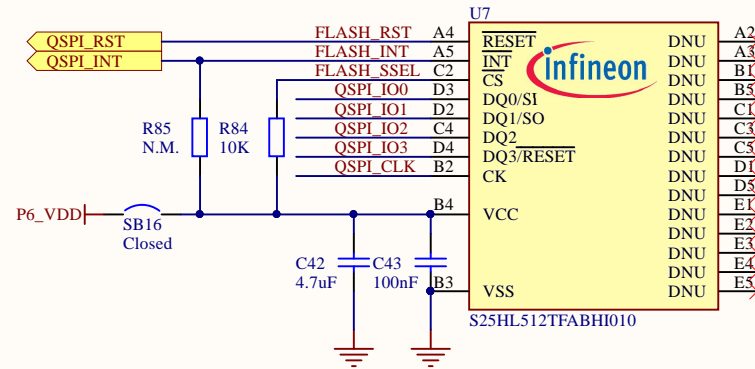 U7
QSPI_RST
FLASH_RST
A4
RESET
DNU
A2
QSPI_INT
FLASH_INT
A5
INT
DNU
A3
FLASH_SSEL
C2
CS
DNU
B1
QSPI_IO0
D3
DQ0/SI
DNU
B5
QSPI_IO1
D2
DQ1/SO
DNU
C1
QSPI_IO2
C4
DQ2
DNU
C3
QSPI_IO3
D4
DQ3/RESET
DNU
C5
QSPI_CLK
B2
CK
DNU
D1
DNU
D5
infineon
R85
N.M.
R84
10K
P6_VDD
SB16
Closed
B4
VCC
DNU
E1
DNU
E2
DNU
E3
DNU
E4
C42
4.7uF
C43
100nF
B3
VSS
DNU
E5
S25HL512TFABHI010